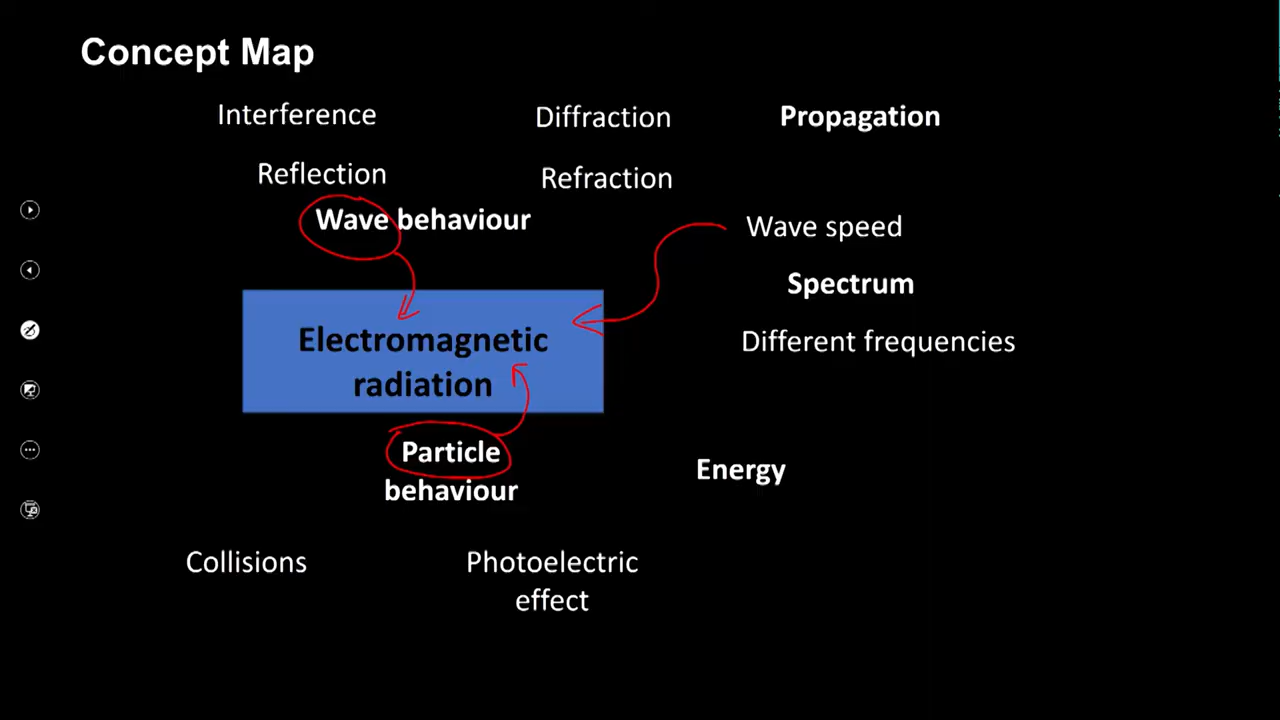 Concept Map
Interference
Diffraction
Propagation
Reflection
Refraction
Wave behaviour
Wave speed
Spectrum
Electromagnetic
radiation
Different frequencies
Particle
behaviour
Energy
Collisions
Photoelectric
effect